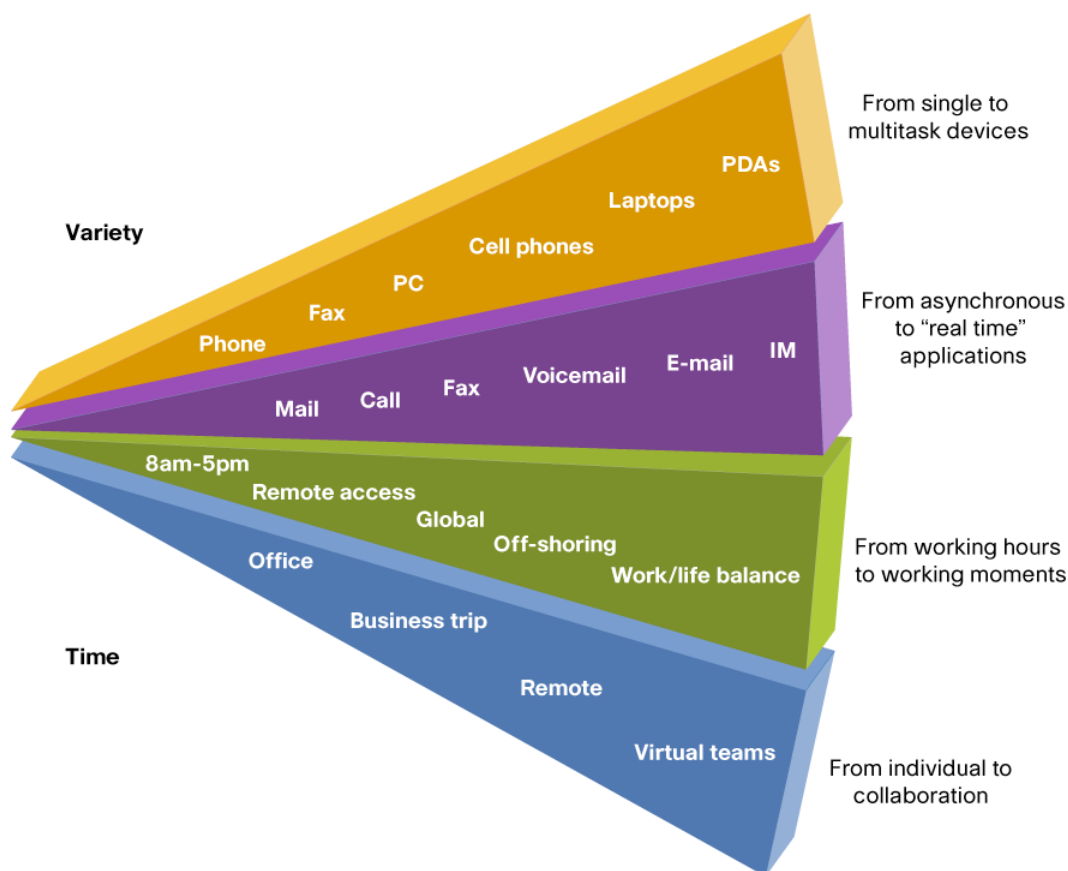 From single to
multitask devices
PDAs
Laptops
Variety
Cell phones
PC
Fax
Phone
From asynchronous
to “real time”
applications
IM
E-mail
Voicemail
Fax
Call
Mail
8am-5pm
Remote access
Global
Off-shoring
Work/life balance
From working hours
to working moments
Office
Business trip
Time
Remote
Virtual teams
From individual to
collaboration